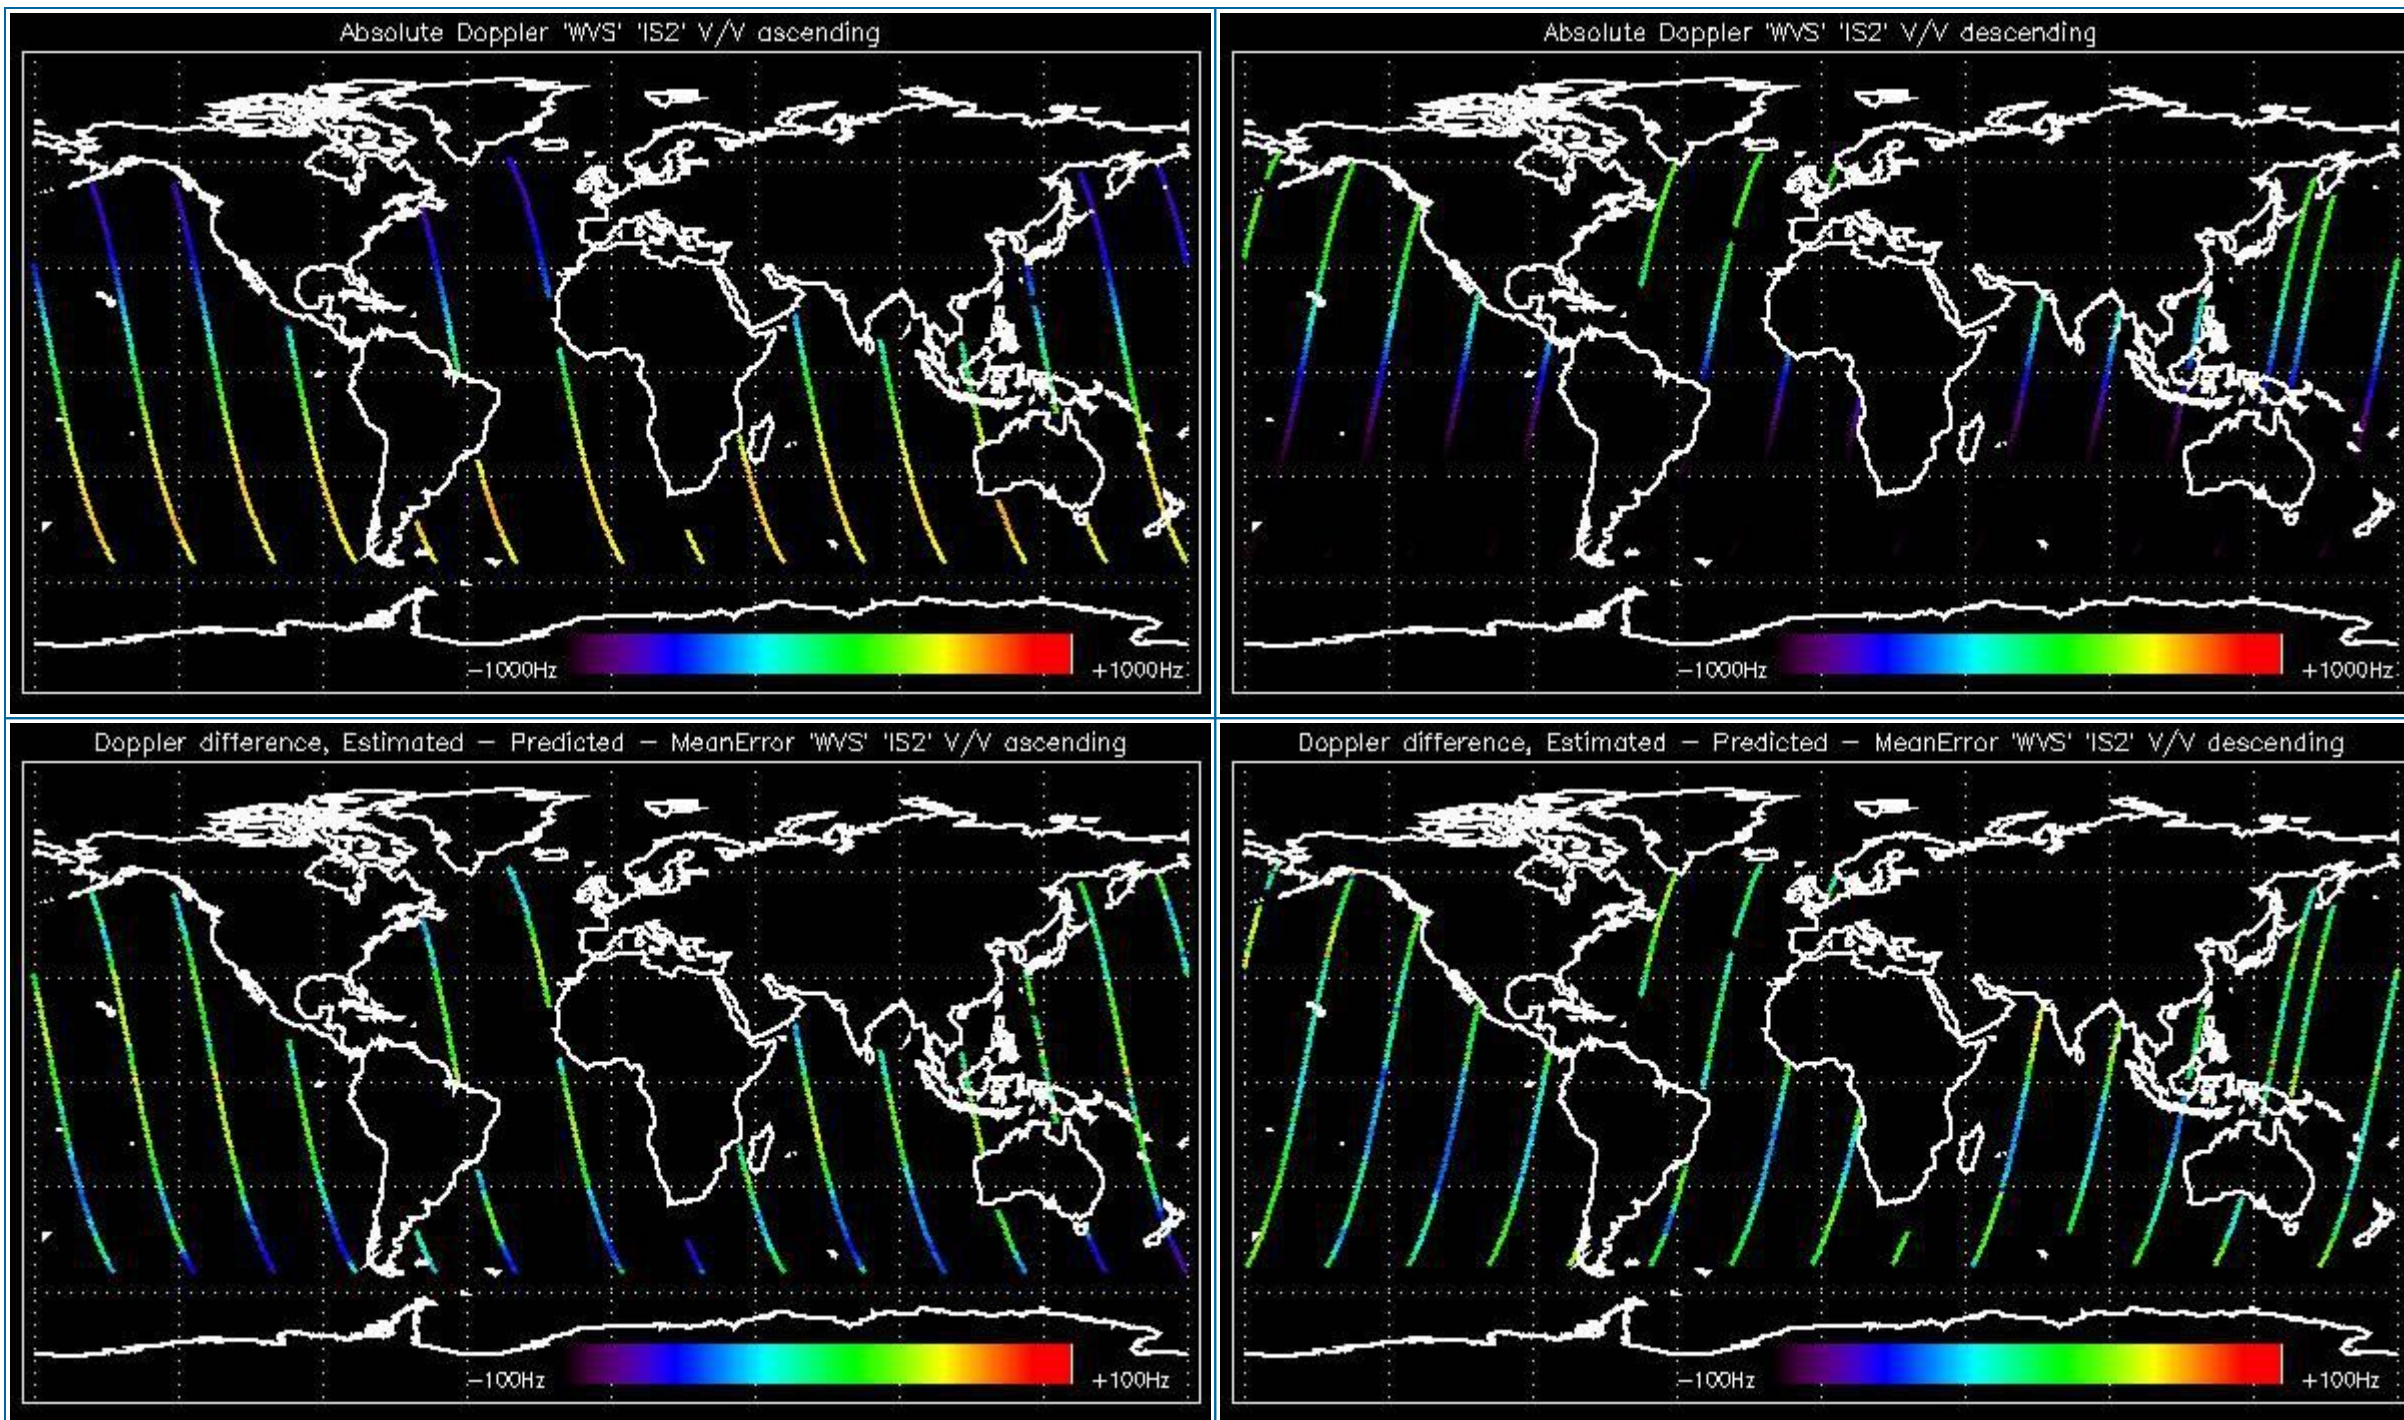 Absolute Doppler 'WVS' 'IS2' V/V ascending
-1000Hz
+1000Hz
Absolute Doppler 'WVS' 'IS2' V/V descending
-1000Hz
+1000Hz
Doppler difference, Estimated - Predicted - MeanError 'WVS' 'IS2' V/V ascending
-100Hz
+100Hz
Doppler difference, Estimated - Predicted - MeanError 'WVS' 'IS2' V/V descending
-100Hz
+100Hz